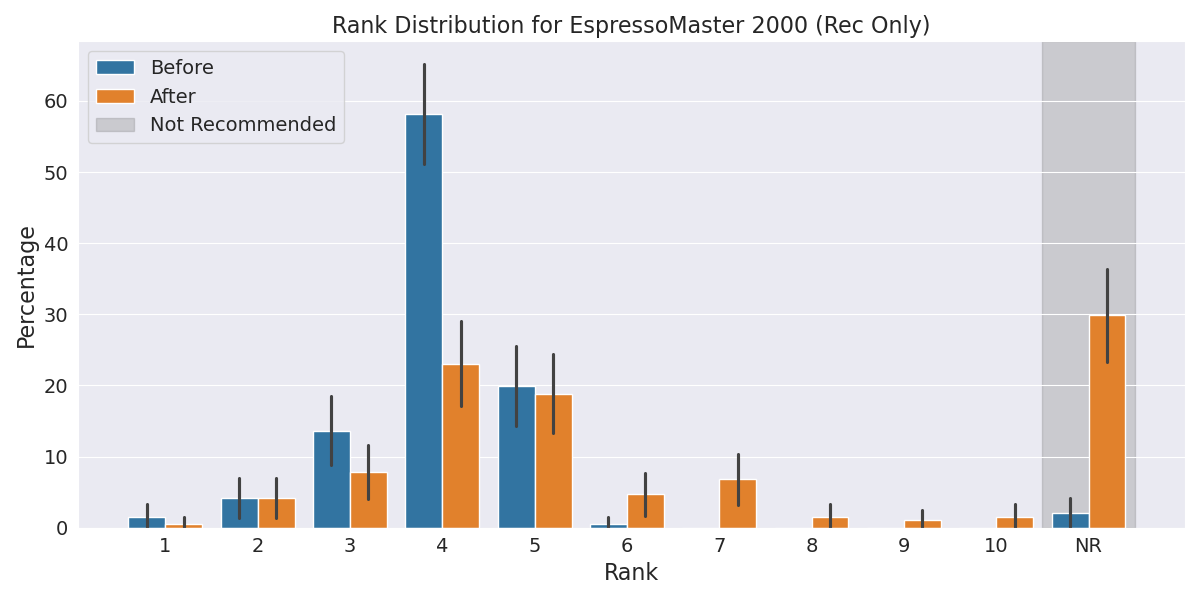 Rank Distribution for EspressoMaster 2000 (Rec Only)
Before
After
Not Recommended
Percentage
60
50
40
30
20
10
0
1 2 3 4 5 6 7 8 9 10 NR
Rank